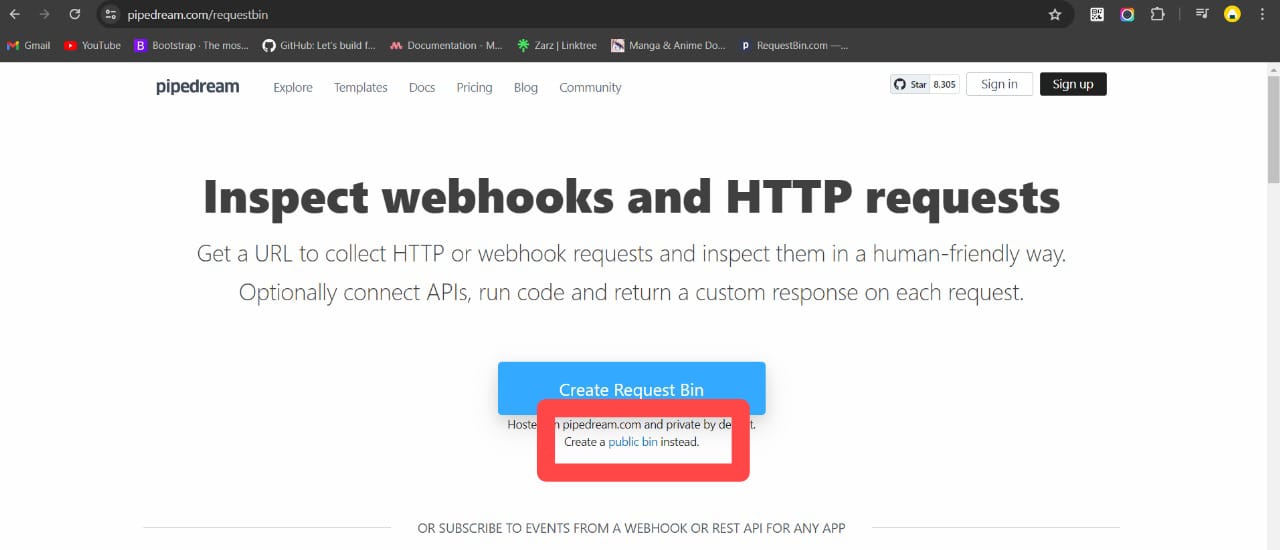 pipedream.com/requestbin
Gmail YouTube Bootstrap · The mos... GitHub: Let's build f... Documentation - M... Zarz | Linktree Manga & Anime Do... RequestBin.com —...
pipedream Explore Templates Docs Pricing Blog Community Star 8,305 Sign in Sign up
Inspect webhooks and HTTP requests
Get a URL to collect HTTP or webhook requests and inspect them in a human-friendly way.
Optionally connect APIs, run code and return a custom response on each request.
Create Request Bin
pipedream.com and private by
Create a public bin instead.
OR SUBSCRIBE TO EVENTS FROM A WEBHOOK OR REST API FOR ANY APP